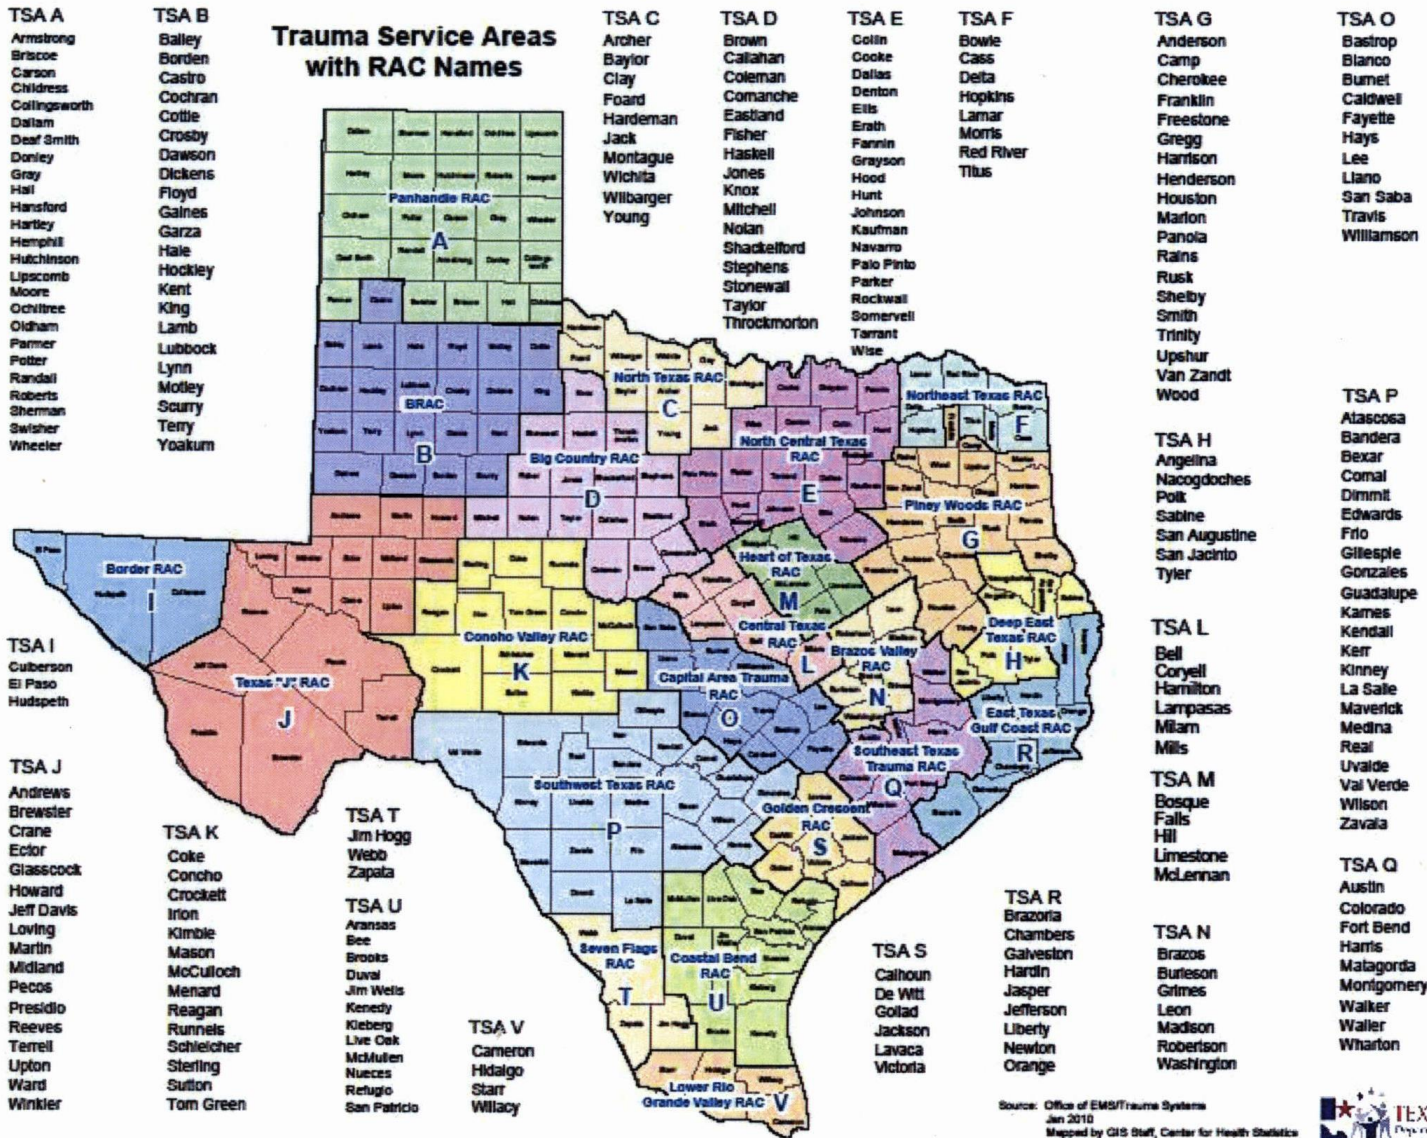 Trauma Service Areas
with RAC Names
TSA A
Armstrong
Briscoe
Carson
Childress
Collingsworth
Dallam
Deaf Smith
Donley
Gray
Hall
Hansford
Hartley
Hemphill
Hutchinson
Lipscomb
Moore
Ochiltree
Oldham
Parmer
Potter
Randall
Roberts
Sherman
Swisher
Wheeler
TSA B
Bailey
Borden
Castro
Cochran
Cottle
Crosby
Dawson
Dickens
Floyd
Gaines
Garza
Hale
Hockley
Kent
King
Lamb
Lubbock
Lynn
Motley
Scurry
Terry
Yoakum
TSA C
Archer
Baylor
Clay
Foard
Hardeman
Jack
Montague
Wichita
Wilbarger
Young
TSA D
Brown
Callahan
Coleman
Comanche
Eastland
Fisher
Haskell
Jones
Knox
Mitchell
Nolan
Shackelford
Stephens
Stonewall
Taylor
Throckmorton
TSA E
Collin
Cooke
Dallas
Denton
Ellis
Erath
Fannin
Grayson
Hood
Hunt
Johnson
Kaufman
Navarro
Palo Pinto
Parker
Rockwall
Somervell
Tarrant
Wise
TSA F
Bowie
Cass
Delta
Hopkins
Lamar
Morris
Red River
Titus
TSA G
Anderson
Camp
Cherokee
Franklin
Freestone
Gregg
Harrison
Henderson
Houston
Marion
Panola
Rains
Rusk
Shelby
Smith
Trinity
Upshur
Van Zandt
Wood
TSA O
Bastrop
Blanco
Burnet
Caldwell
Fayette
Hays
Lee
Llano
San Saba
Travis
Williamson
TSA H
Angelina
Nacogdoches
Polk
Sabine
San Augustine
San Jacinto
Tyler
TSA P
Atascosa
Bandera
Bexar
Comal
Dimmit
Edwards
Frio
Gillespie
Gonzales
Guadalupe
Karnes
Kendall
Kerr
Kinney
La Salle
Maverick
Medina
Real
Uvalde
Val Verde
Wilson
Zavala
TSA L
Bell
Coryell
Hamilton
Lampasas
Milam
Mills
TSA M
Bosque
Falls
Hill
Limestone
McLennan
TSA I
Culberson
El Paso
Hudspeth
TSA J
Andrews
Brewster
Crane
Ector
Glasscock
Howard
Jeff Davis
Loving
Martin
Midland
Pecos
Presidio
Reeves
Terrell
Upton
Ward
Winkler
TSA K
Coke
Concho
Crockett
Irion
Kimble
Mason
McCulloch
Menard
Reagan
Runnels
Schleicher
Sterling
Sutton
Tom Green
TSA T
Jim Hogg
Webb
Zapata
TSA U
Aransas
Bee
Brooks
Duval
Jim Wells
Kenedy
Kleberg
Live Oak
McMullen
Nueces
Refugio
San Patricio
TSA V
Cameron
Hidalgo
Starr
Willacy
TSA S
Calhoun
De Witt
Goliad
Jackson
Lavaca
Victoria
TSA R
Brazoria
Chambers
Galveston
Hardin
Jasper
Jefferson
Liberty
Newton
Orange
TSA N
Brazos
Burleson
Grimes
Leon
Madison
Robertson
Washington
TSA Q
Austin
Colorado
Fort Bend
Harris
Matagorda
Montgomery
Walker
Waller
Wharton
Panhandle RAC
A
BRAC
B
North Texas RAC
C
Big Country RAC
D
North Central Texas
RAC
E
Northeast Texas RAC
F
Piney Woods RAC
G
Deep East
Texas RAC
H
Border RAC
I
Texas "J" RAC
J
Concho Valley RAC
K
Central Texas
RAC
L
Heart of Texas
RAC
M
Brazos Valley
RAC
N
Capital Area Trauma
RAC
O
Southwest Texas RAC
P
Southeast Texas
Trauma RAC
Q
East Texas
Gulf Coast RAC
R
Golden Crescent
RAC
S
Seven Flags
RAC
T
Coastal Bend
RAC
U
Lower Rio
Grande Valley RAC
V
Source: Office of EMS/Trauma Systems
Jan 2010
Mapped by GIS Staff, Center for Health Statistics
TEX